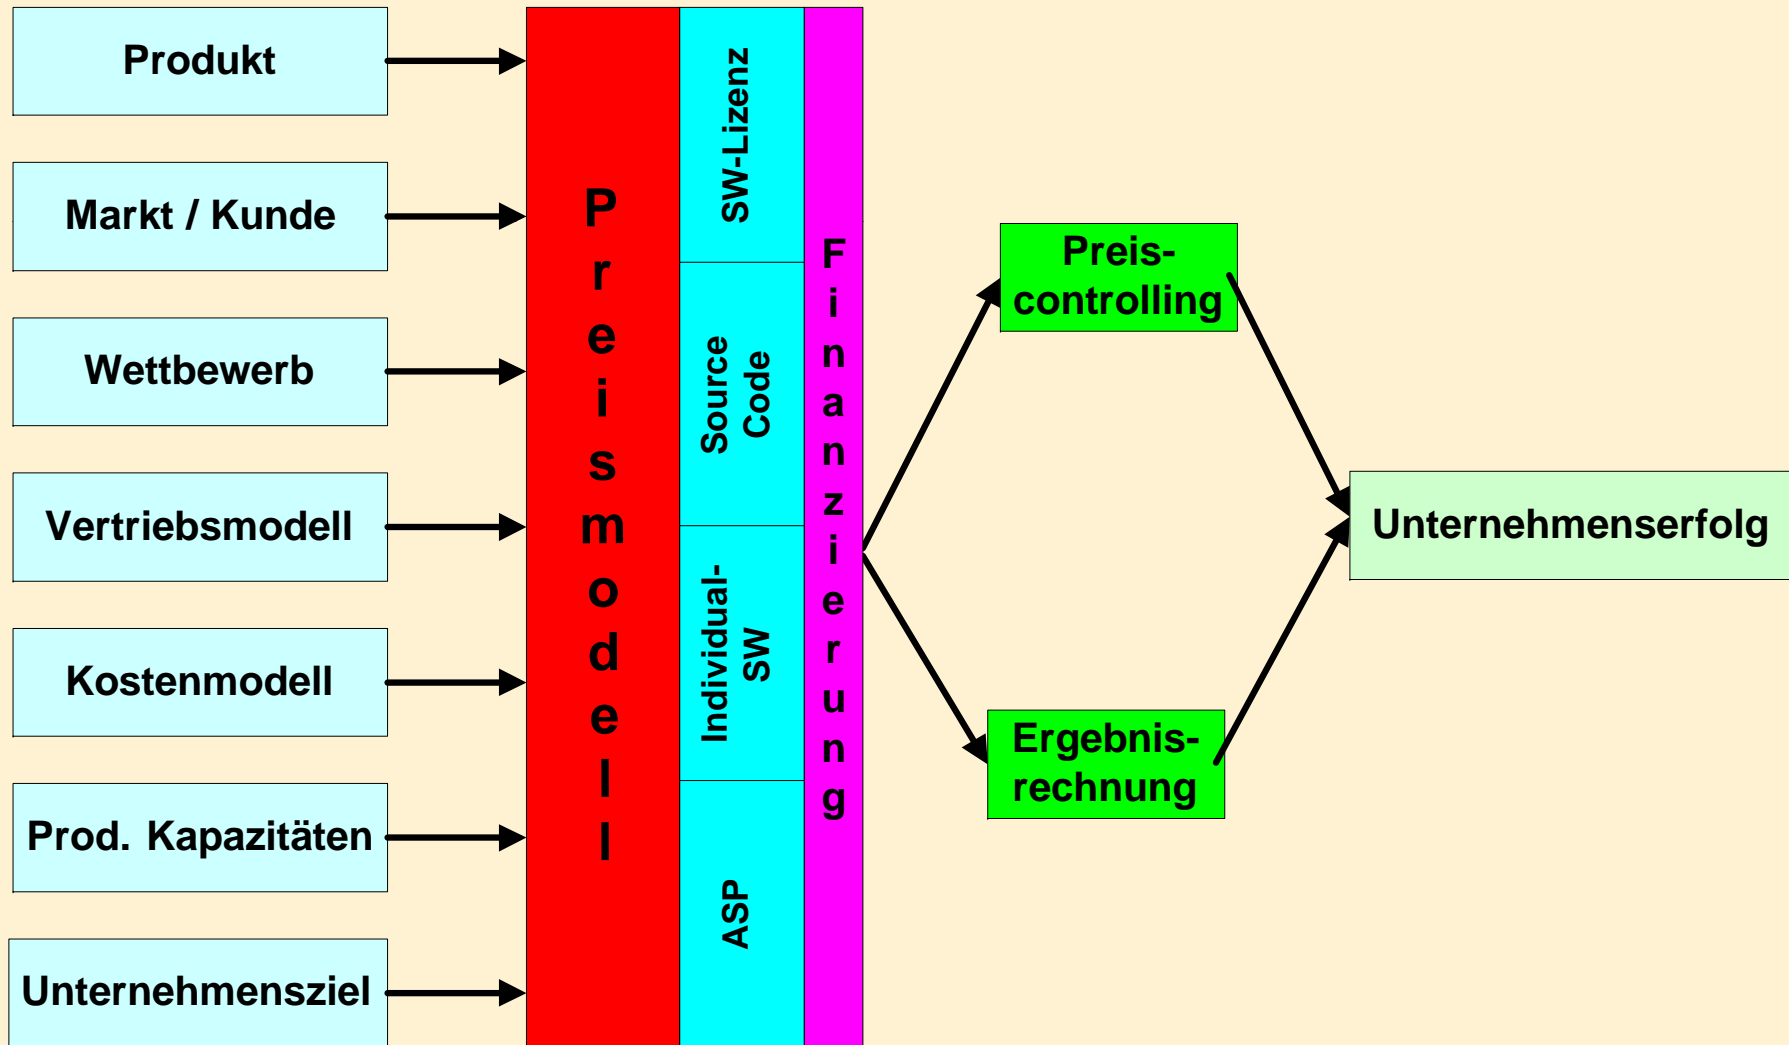 Produkt
Markt / Kunde
Wettbewerb
Vertriebsmodell
Kostenmodell
Prod. Kapazitäten
Unternehmensziel
Preismodell
SW-Lizenz
Source
Code
Individual-
SW
ASP
Finanzierung
Preis-
controlling
Ergebnis-
rechnung
Unternehmenserfolg